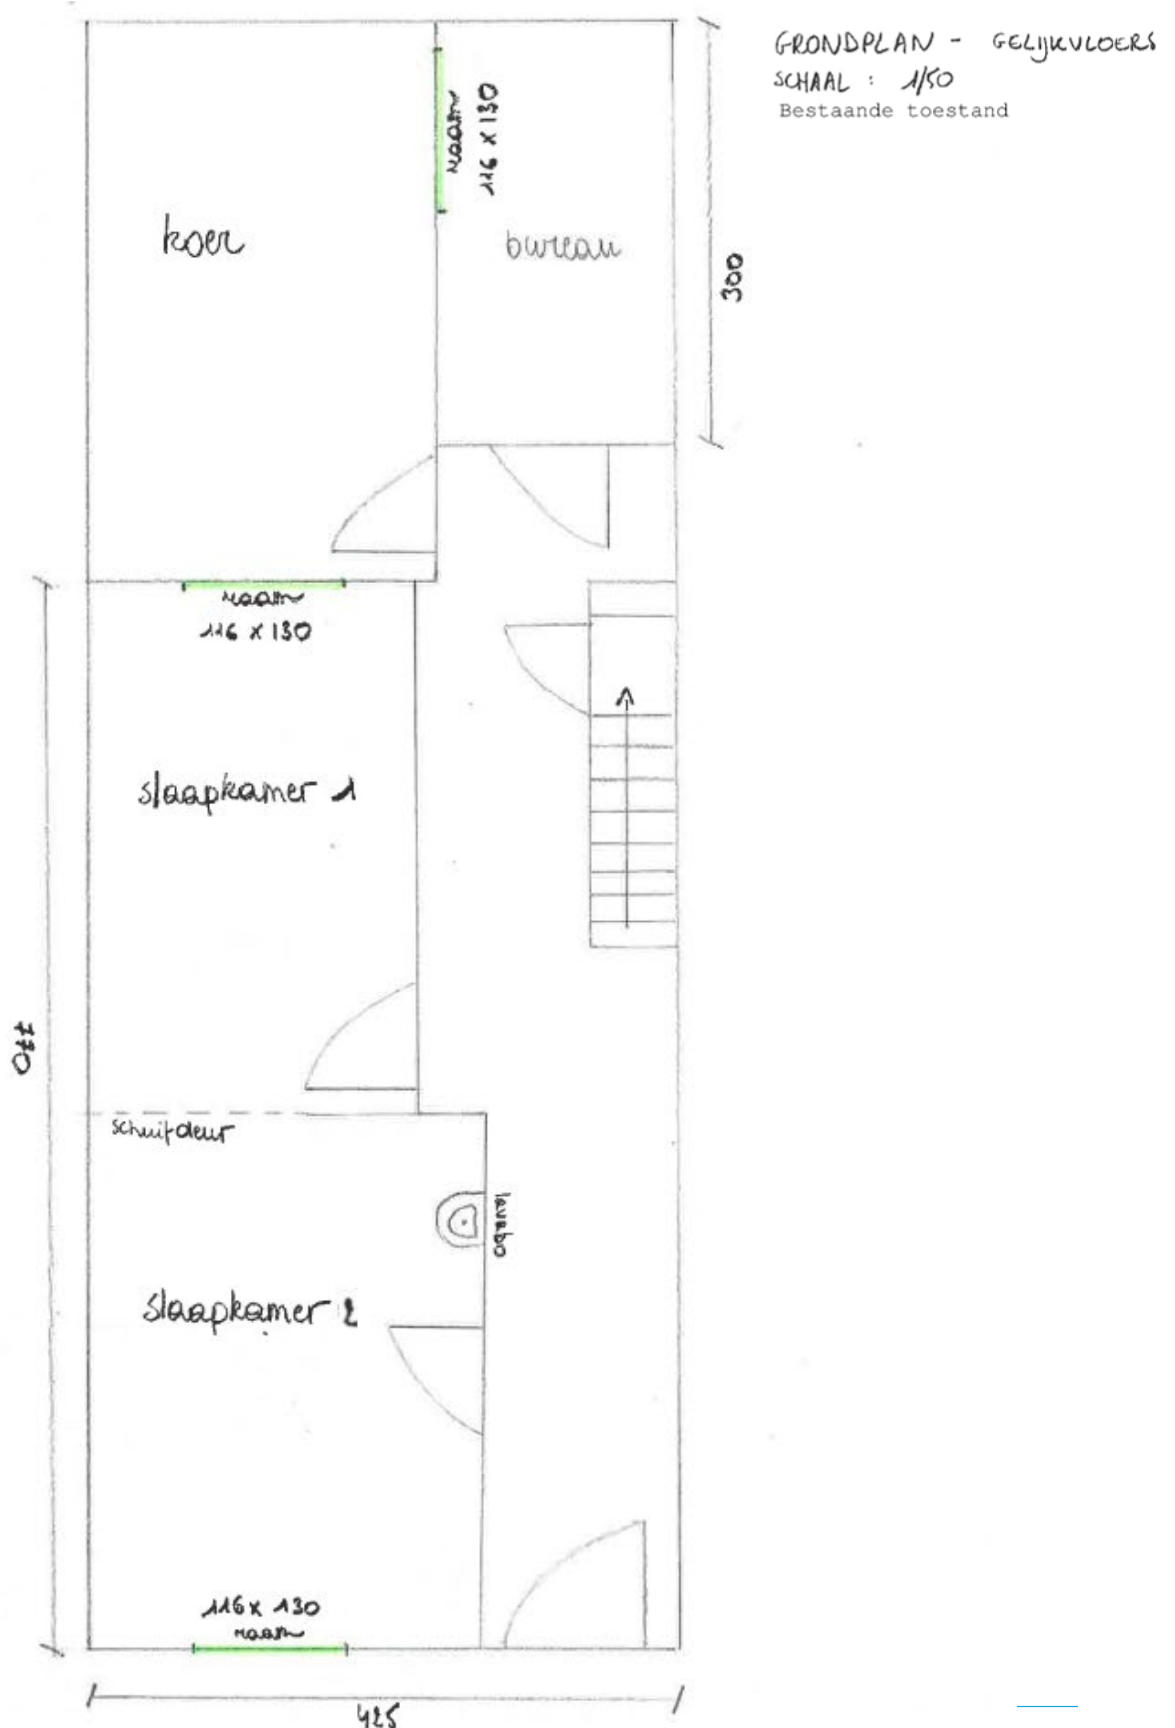 GRONDPLAN - GELIJKVLOERS
SCHAAL : 1/50
Bestaande toestand
raam
116 x 130
koer
bureau
300
raam
116 x 130
slaapkamer 1
770
schuifdeur
lavabo
slaapkamer 2
116 x 130
raam
425